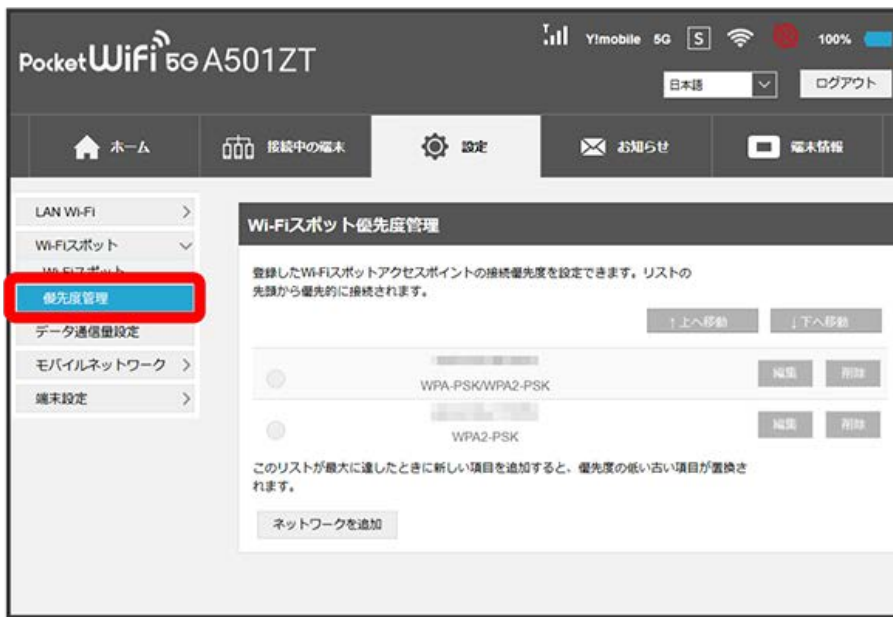 PocketWiFi 5G A501ZT
Y!mobile 5G S 100%
日本語
ログアウト
ホーム
接続中の端末
設定
お知らせ
端末情報
LAN Wi-Fi
Wi-Fiスポット
Wi-Fiスポット
優先度管理
データ通信量設定
モバイルネットワーク
端末設定
Wi-Fiスポット優先度管理
登録したWi-Fiスポットアクセスポイントの接続優先度を設定できます。リストの
先頭から優先的に接続されます。
↑上へ移動
↓下へ移動
WPA-PSK/WPA2-PSK
編集
削除
WPA2-PSK
編集
削除
このリストが最大に達したときに新しい項目を追加すると、優先度の低い古い項目が置換さ
れます。
ネットワークを追加